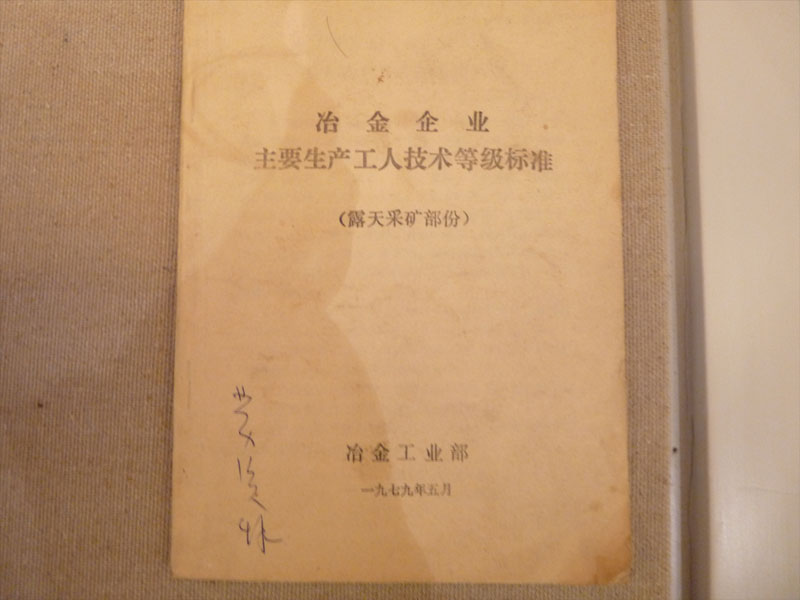 冶金企业
主要生产工人技术等级标准
（露天采矿部份）
冶金工业部
一九七九年五月